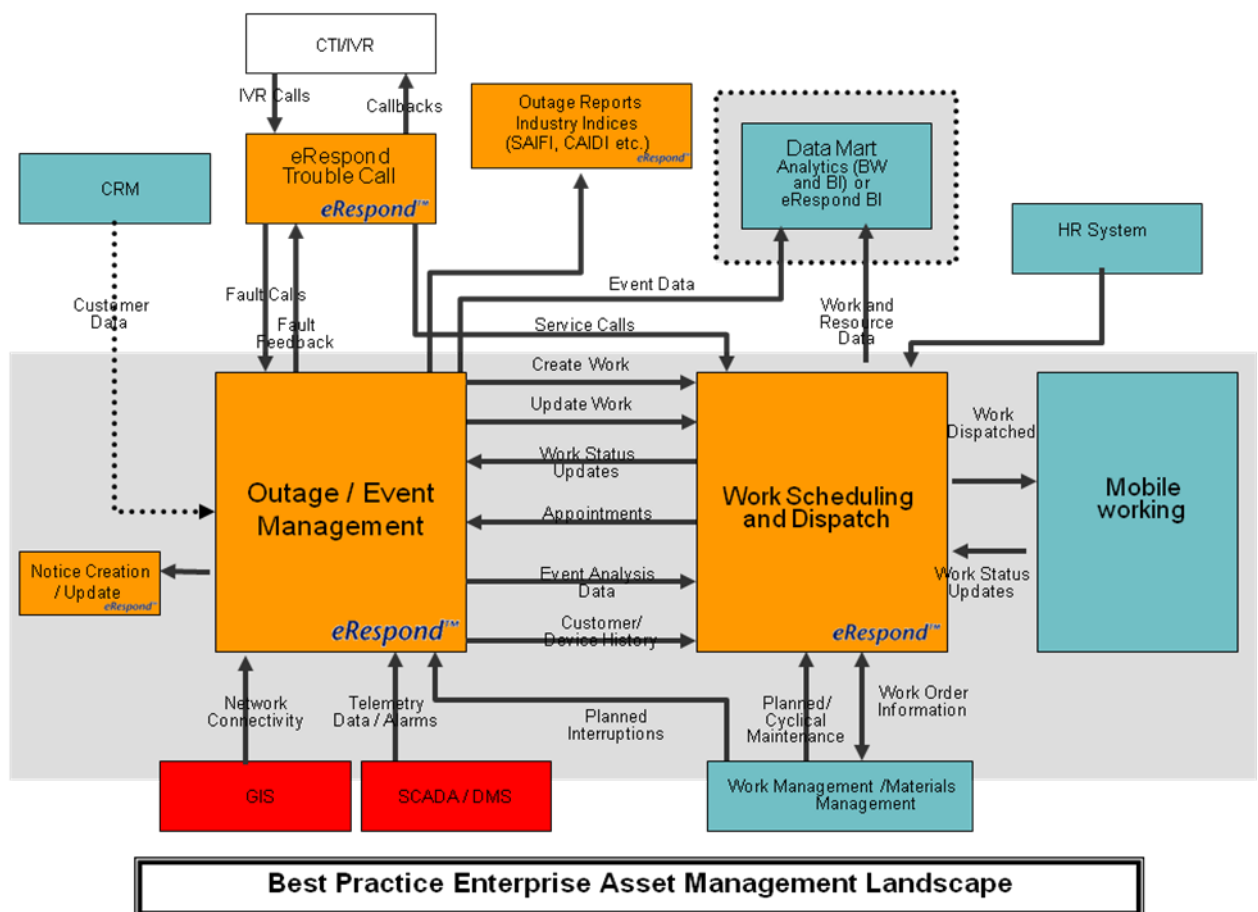 CTI/IVR
IVR Calls
Callbacks
Outage Reports
Industry Indices
(SAIFI, CAIDI etc.)
eRespond™
Data Mart
Analytics (BW
and BI) or
eRespond BI
eRespond
Trouble Call
eRespond™
CRM
HR System
Customer
Data
Fault Calls
Fault
Feedback
Event Data
Service Calls
Work and
Resource
Data
Create Work
Update Work
Work Status
Updates
Appointments
Event Analysis
Data
Customer/
Device History
Outage / Event
Management
eRespond™
Work Scheduling
and Dispatch
eRespond™
Work
Dispatched
Work Status
Updates
Mobile
working
Notice Creation
/ Update
eRespond™
Network
Connectivity
Telemetry
Data / Alarms
Planned
Interruptions
Planned/
Cyclical
Maintenance
Work Order
Information
GIS
SCADA / DMS
Work Management /Materials
Management
Best Practice Enterprise Asset Management Landscape